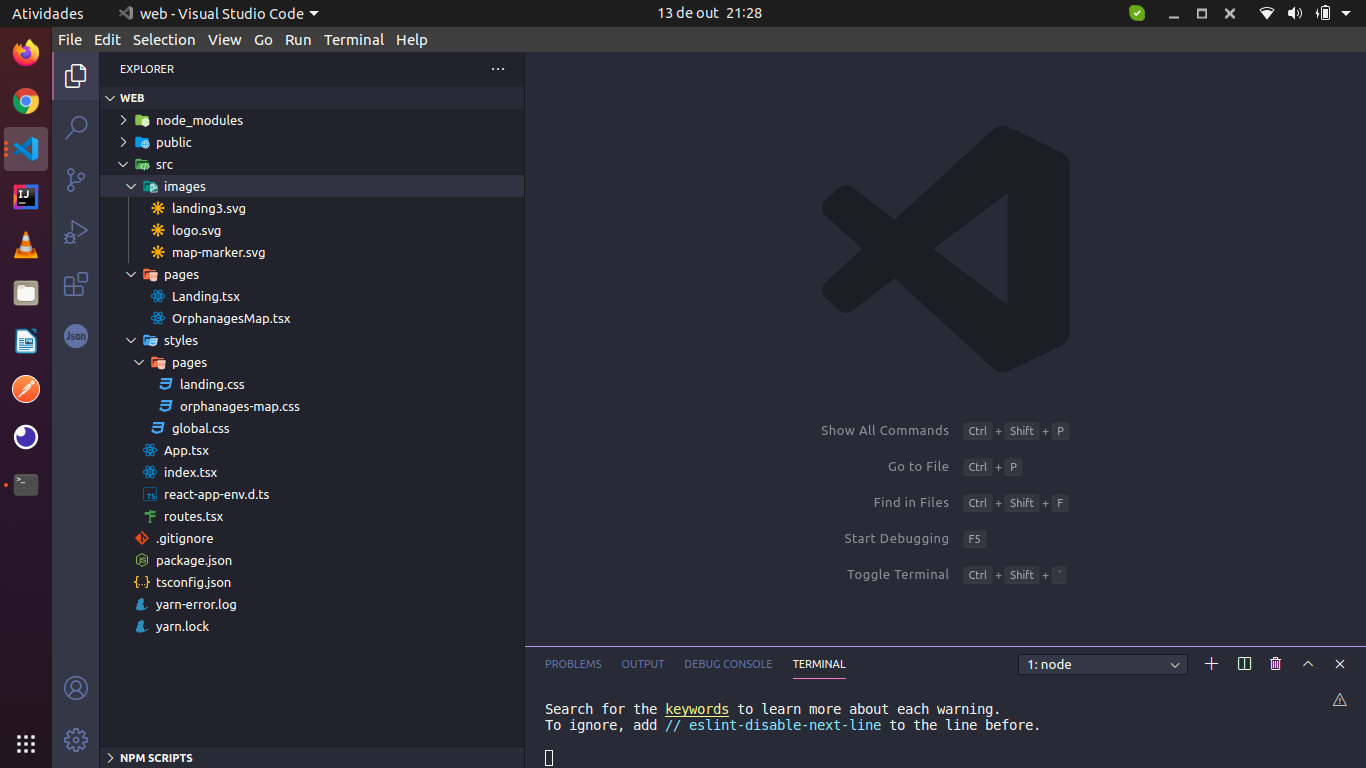 Atividades web - Visual Studio Code 13 de out 21:28
File Edit Selection View Go Run Terminal Help
EXPLORER ...
WEB
node_modules
public
src
images
landing3.svg
logo.svg
map-marker.svg
pages
Landing.tsx
OrphanagesMap.tsx
styles
pages
landing.css
orphanages-map.css
global.css
App.tsx
index.tsx
TS react-app-env.d.ts
routes.tsx
.gitignore
package.json
{..} tsconfig.json
yarn-error.log
yarn.lock
NPM SCRIPTS
IJ
Json
Show All Commands Ctrl + Shift + P
Go to File Ctrl + P
Find in Files Ctrl + Shift + F
Start Debugging F5
Toggle Terminal Ctrl + Shift + ´
PROBLEMS OUTPUT DEBUG CONSOLE TERMINAL 1: node
Search for the keywords to learn more about each warning.
To ignore, add // eslint-disable-next-line to the line before.